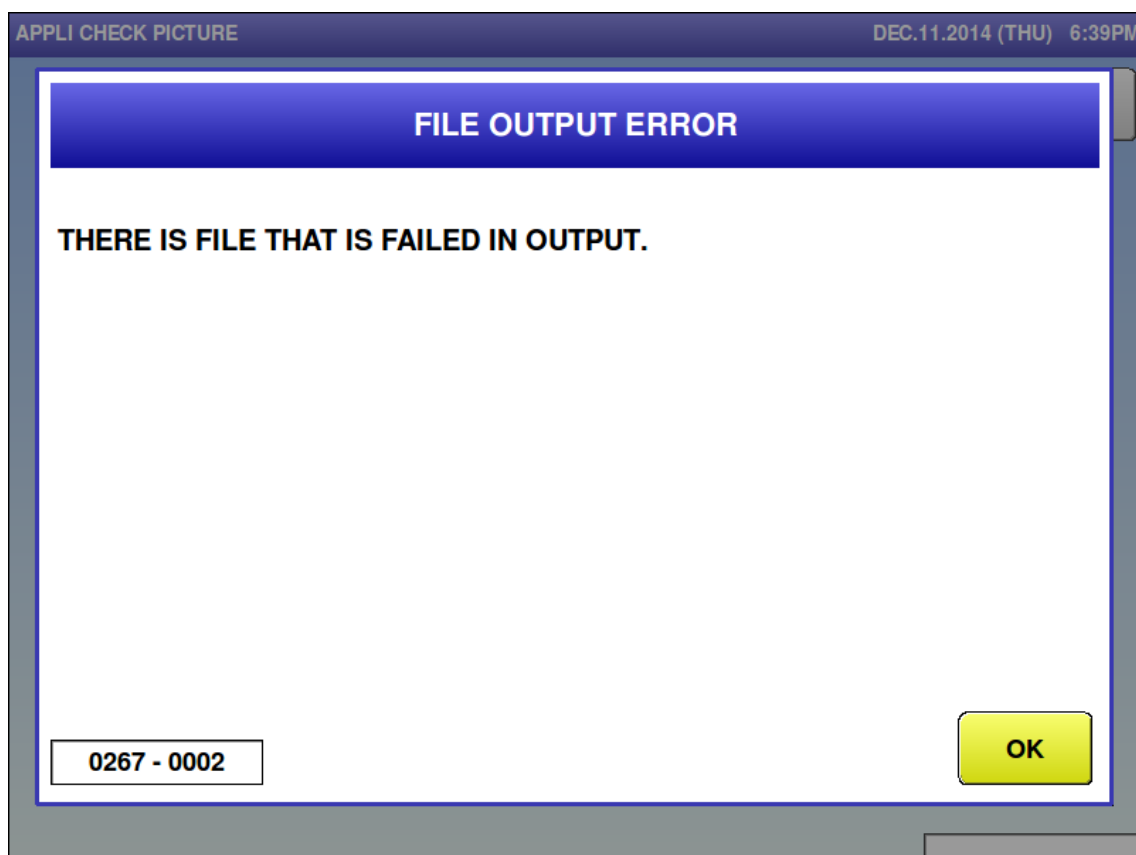 APPLI CHECK PICTURE DEC.11.2014 (THU) 6:39PM
FILE OUTPUT ERROR
THERE IS FILE THAT IS FAILED IN OUTPUT.
0267 - 0002
OK